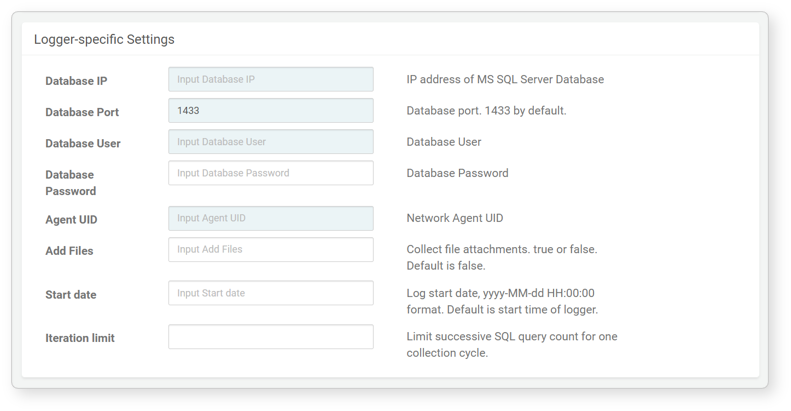 Logger-specific Settings
Database IP Input Database IP IP address of MS SQL Server Database
Database Port 1433 Database port. 1433 by default.
Database User Input Database User Database User
Database Password Input Database Password Database Password
Agent UID Input Agent UID Network Agent UID
Add Files Input Add Files Collect file attachments. true or false.
Default is false.
Start date Input Start date Log start date, yyyy-MM-dd HH:00:00
format. Default is start time of logger.
Iteration limit Limit successive SQL query count for one
collection cycle.